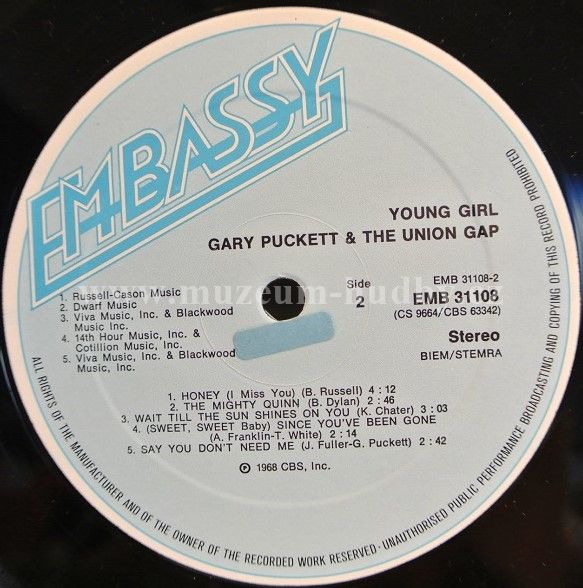 EMBASSY
YOUNG GIRL
GARY PUCKETT & THE UNION GAP
1. Russell-Cason Music
2. Dwarf Music
3. Viva Music, Inc. & Blackwood
Music Inc.
4. 14th Hour Music, Inc. &
Cotillion Music, Inc.
5. Viva Music, Inc. & Blackwood
Music, Inc.
Side
2
EMB 31108-2
EMB 31108
(CS 9664/CBS 63342)
Stereo
BIEM/STEMRA
1. HONEY (I Miss You) (B. Russell) 4 : 12
2. THE MIGHTY QUINN (B. Dylan) 2 : 46
3. WAIT TILL THE SUN SHINES ON YOU (K. Chater) 3 : 03
4. (SWEET, SWEET Baby) SINCE YOU'VE BEEN GONE
(A. Franklin-T. White) 2 : 14
5. SAY YOU DON'T NEED ME (J. Fuller-G. Puckett) 2 : 42
℗ 1968 CBS, Inc.
ALL RIGHTS OF THE MANUFACTURER AND OF THE OWNER OF THE RECORDED WORK RESERVED · UNAUTHORISED PUBLIC PERFORMANCE BROADCASTING AND COPYING OF THIS RECORD PROHIBITED